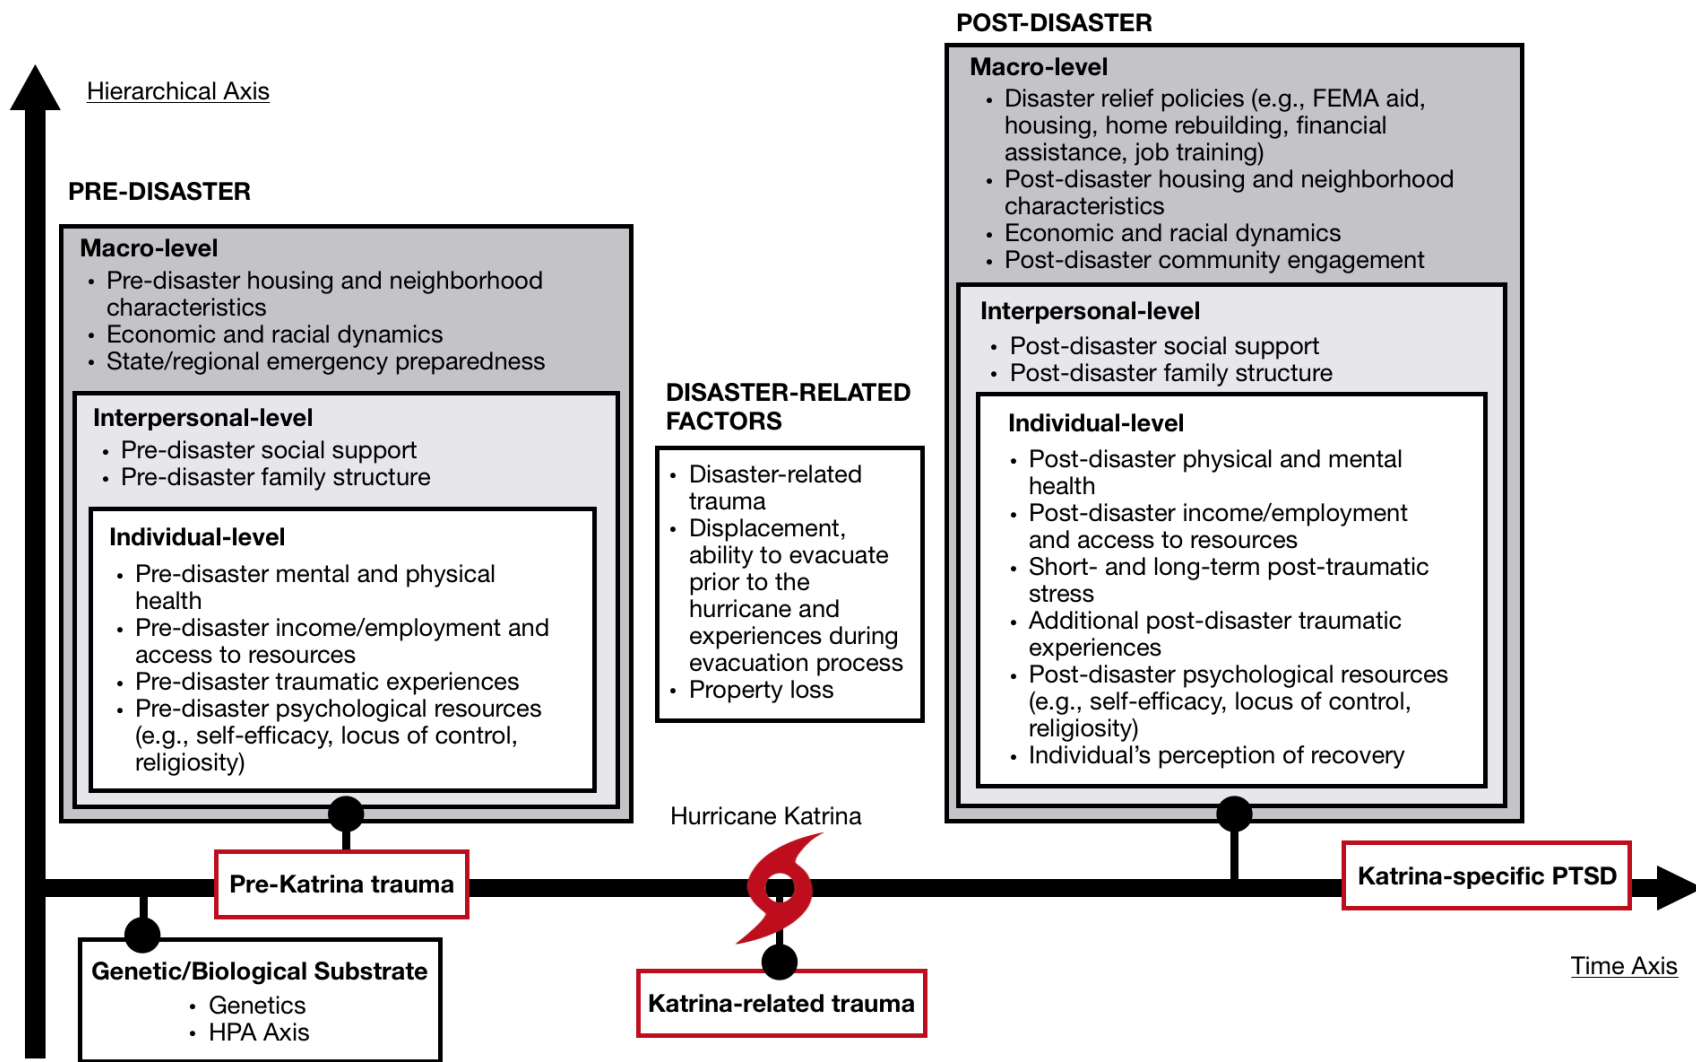 Hierarchical Axis
PRE-DISASTER
Macro-level
• Pre-disaster housing and neighborhood
characteristics
• Economic and racial dynamics
• State/regional emergency preparedness
Interpersonal-level
• Pre-disaster social support
• Pre-disaster family structure
Individual-level
• Pre-disaster mental and physical
health
• Pre-disaster income/employment and
access to resources
• Pre-disaster traumatic experiences
• Pre-disaster psychological resources
(e.g., self-efficacy, locus of control,
religiosity)
Pre-Katrina trauma
Genetic/Biological Substrate
• Genetics
• HPA Axis
DISASTER-RELATED
FACTORS
• Disaster-related
trauma
• Displacement,
ability to evacuate
prior to the
hurricane and
experiences during
evacuation process
• Property loss
Hurricane Katrina
Katrina-related trauma
POST-DISASTER
Macro-level
• Disaster relief policies (e.g., FEMA aid,
housing, home rebuilding, financial
assistance, job training)
• Post-disaster housing and neighborhood
characteristics
• Economic and racial dynamics
• Post-disaster community engagement
Interpersonal-level
• Post-disaster social support
• Post-disaster family structure
Individual-level
• Post-disaster physical and mental
health
• Post-disaster income/employment
and access to resources
• Short- and long-term post-traumatic
stress
• Additional post-disaster traumatic
experiences
• Post-disaster psychological resources
(e.g., self-efficacy, locus of control,
religiosity)
• Individual’s perception of recovery
Katrina-specific PTSD
Time Axis